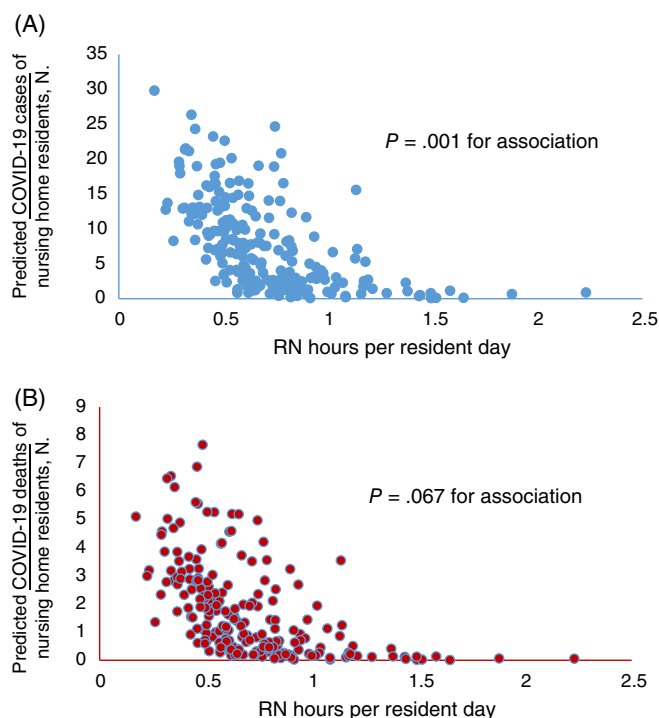 (A)
Predicted COVID-19 cases of
nursing home residents, N.
35
30
25
20
15
10
5
0
P = .001 for association
0 0.5 1 1.5 2 2.5
RN hours per resident day
(B)
Predicted COVID-19 deaths of
nursing home residents, N.
9
8
7
6
5
4
3
2
1
0
P = .067 for association
0 0.5 1 1.5 2 2.5
RN hours per resident day